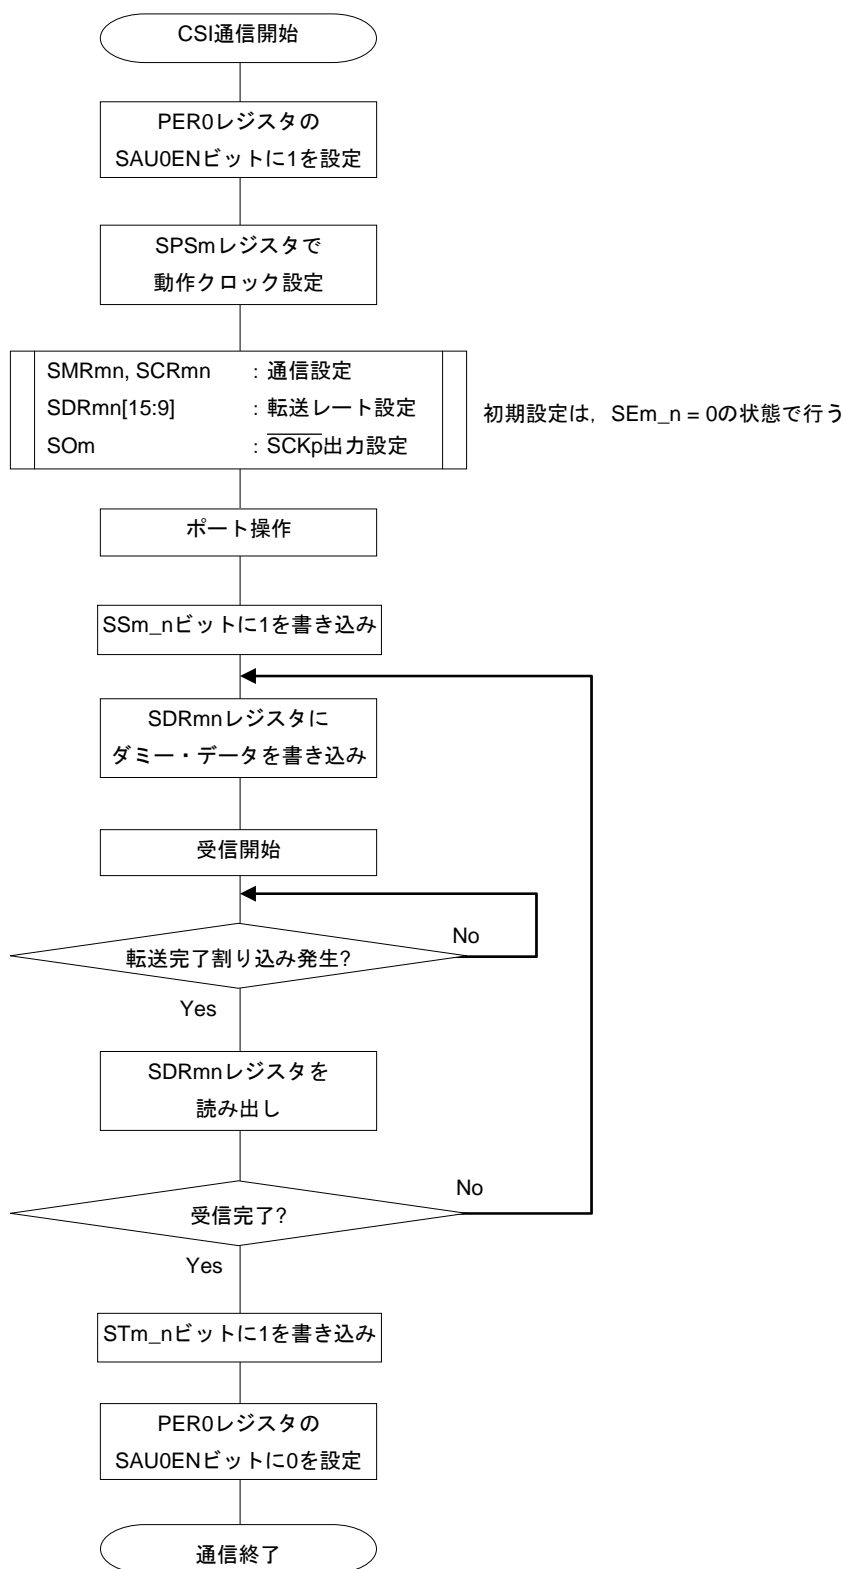 CSI通信開始
PER0レジスタの
SAU0ENビットに1を設定
SPSmレジスタで
動作クロック設定
SMRmn, SCRmn : 通信設定
SDRmn[15:9] : 転送レート設定
SOm : SCKp出力設定
初期設定は，SEm_n = 0の状態で行う
ポート操作
SSm_nビットに1を書き込み
SDRmnレジスタに
ダミー・データを書き込み
受信開始
転送完了割り込み発生?
No
Yes
SDRmnレジスタを
読み出し
受信完了?
No
Yes
STm_nビットに1を書き込み
PER0レジスタの
SAU0ENビットに0を設定
通信終了